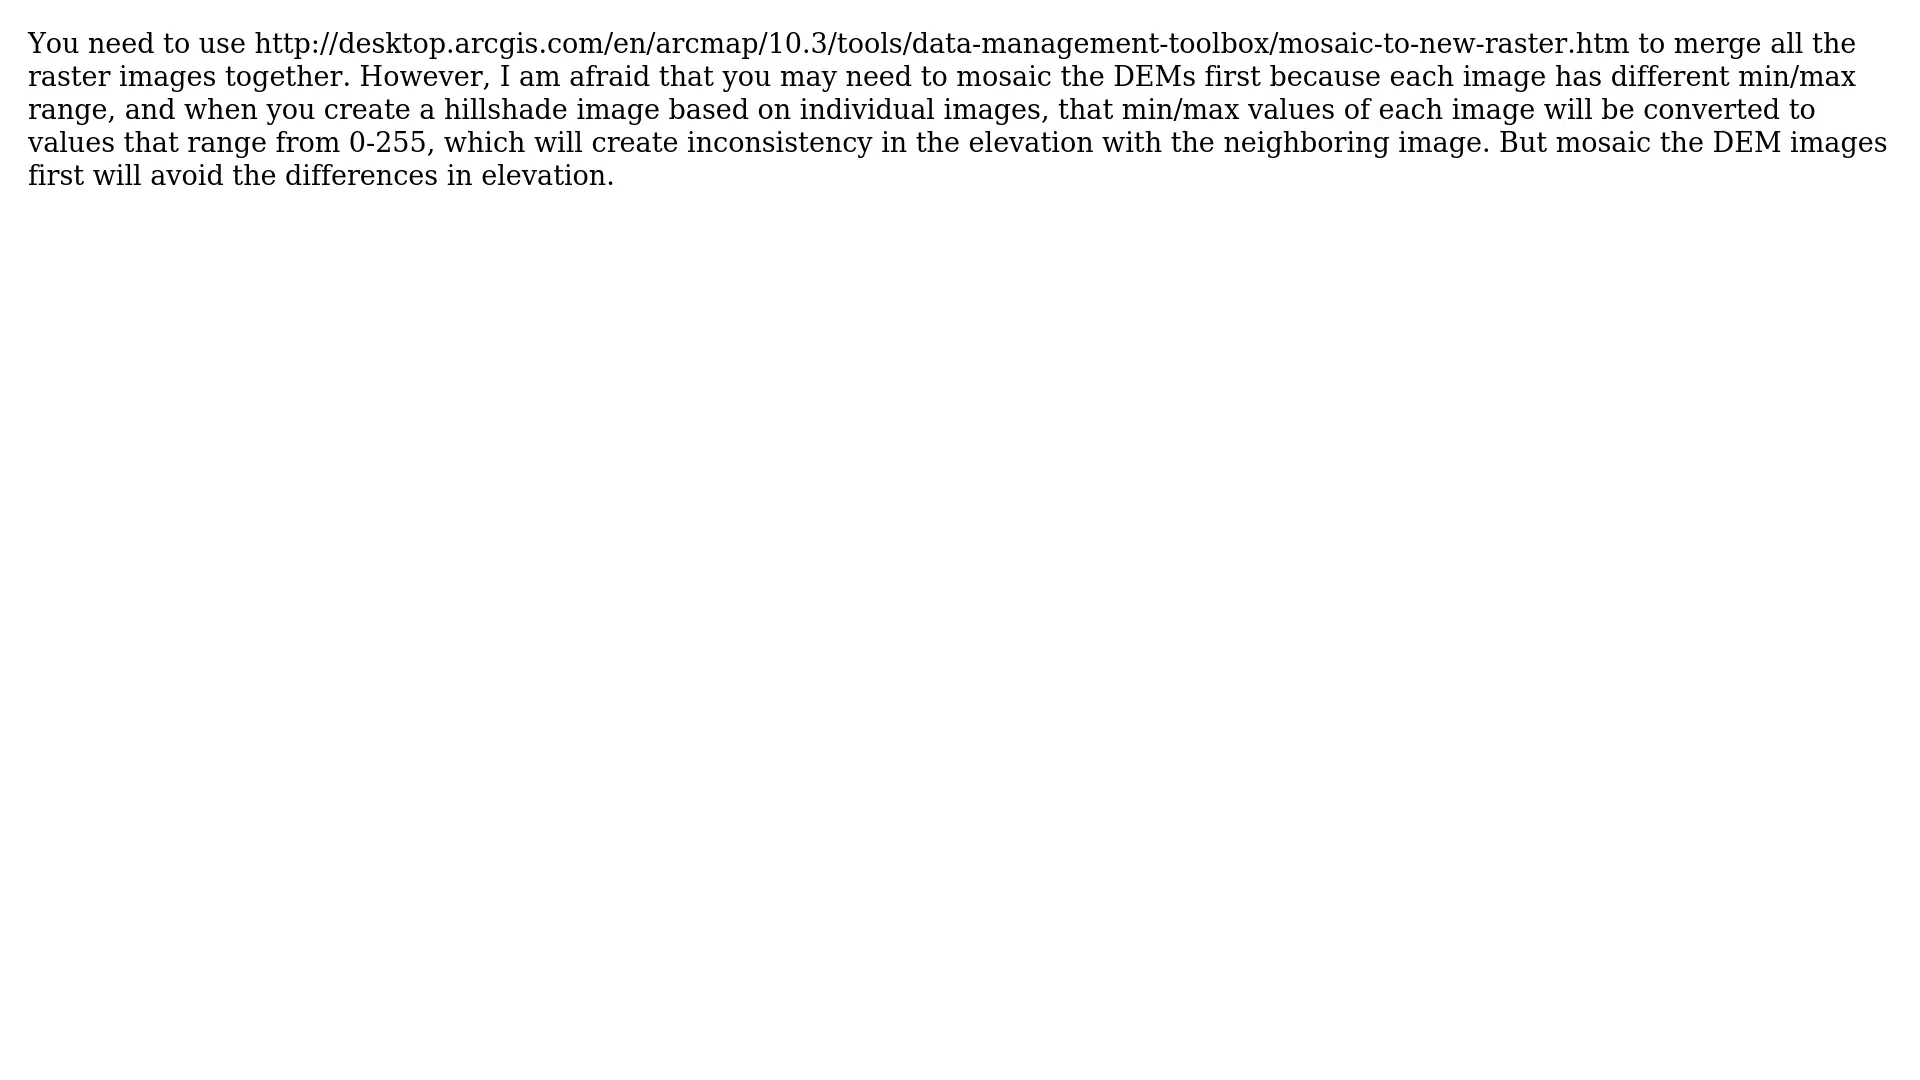 You need to use http://desktop.arcgis.com/en/arcmap/10.3/tools/data-management-toolbox/mosaic-to-new-raster.htm to merge all the
raster images together. However, I am afraid that you may need to mosaic the DEMs first because each image has different min/max
range, and when you create a hillshade image based on individual images, that min/max values of each image will be converted to
values that range from 0-255, which will create inconsistency in the elevation with the neighboring image. But mosaic the DEM images
first will avoid the differences in elevation.